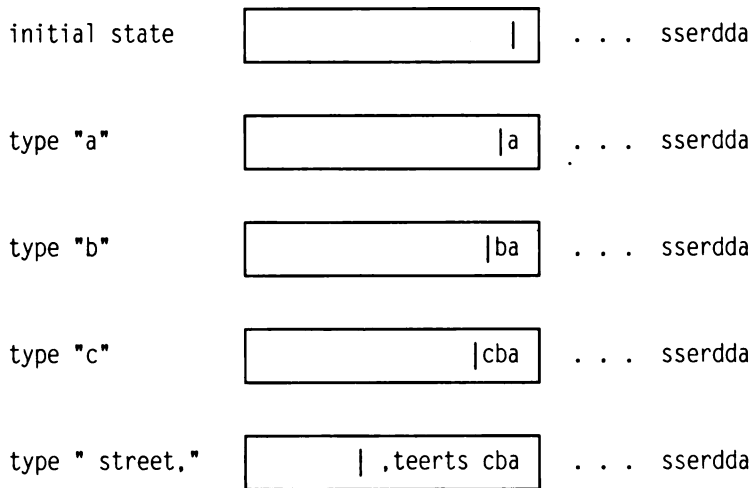 initial state | . . . sserdda
type "a" |a . . . sserdda
type "b" |ba . . . sserdda
type "c" |cba . . . sserdda
type " street," | ,teerts cba . . . sserdda